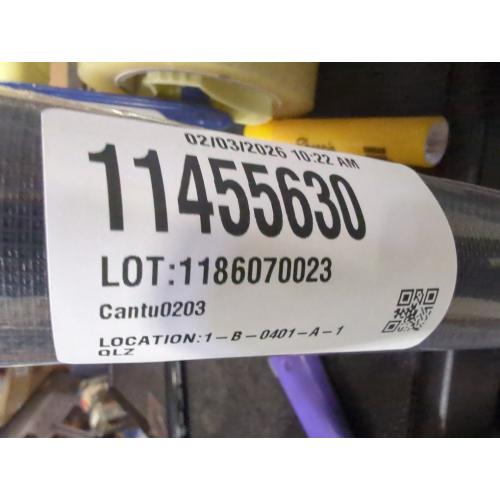 02/03/2026 10:22 AM
11455630
LOT:1186070023
Cantu0203
LOCATION:1-B-0401-A-1
QLZ